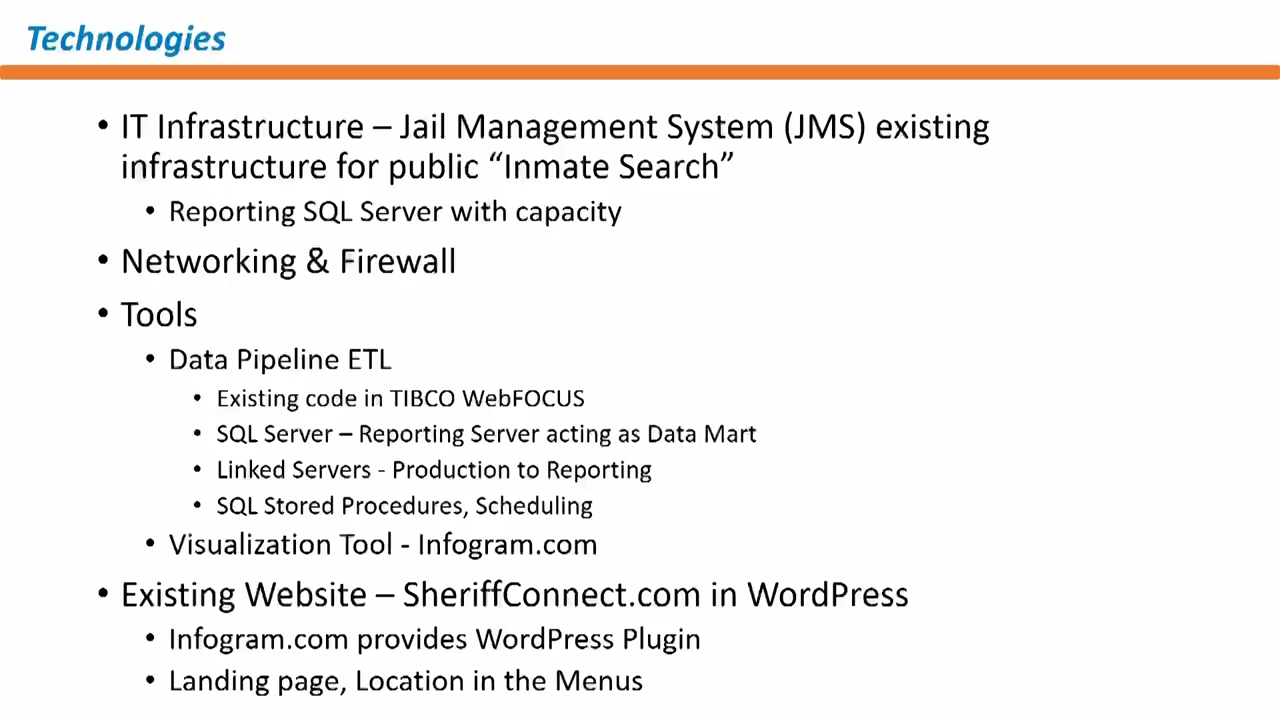 Technologies
• IT Infrastructure – Jail Management System (JMS) existing
infrastructure for public “Inmate Search”
• Reporting SQL Server with capacity
• Networking & Firewall
• Tools
• Data Pipeline ETL
• Existing code in TIBCO WebFOCUS
• SQL Server – Reporting Server acting as Data Mart
• Linked Servers - Production to Reporting
• SQL Stored Procedures, Scheduling
• Visualization Tool - Infogram.com
• Existing Website – SheriffConnect.com in WordPress
• Infogram.com provides WordPress Plugin
• Landing page, Location in the Menus